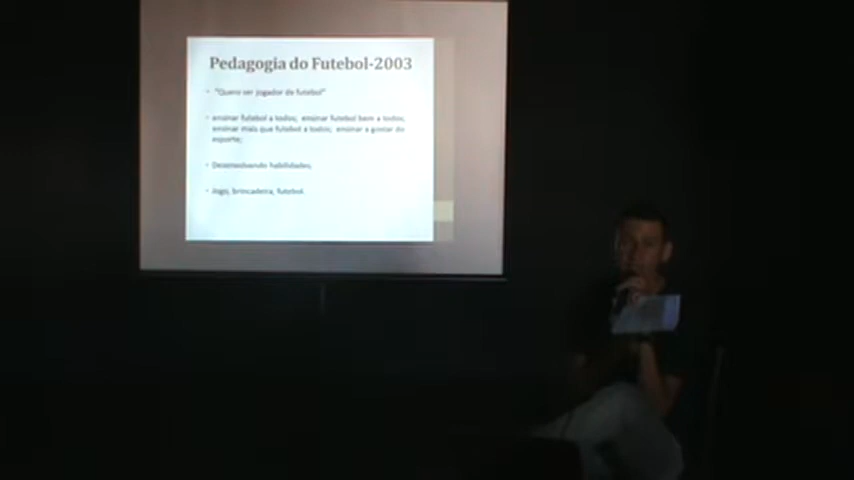 Pedagogia do Futebol-2003
• "Quero ser jogador de futebol"
• ensinar futebol a todos; ensinar futebol bem a todos;
ensinar mais que futebol a todos; ensinar a gostar do
esporte;
• Desenvolvendo habilidades;
• Jogo, brincadeira, futebol.